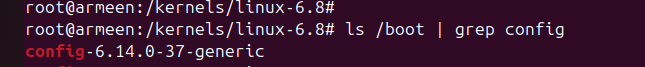 root@armeen:/kernels/linux-6.8#
root@armeen:/kernels/linux-6.8# ls /boot | grep config
config-6.14.0-37-generic